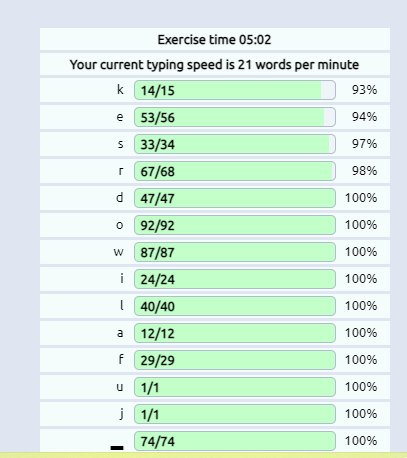 Exercise time 05:02
Your current typing speed is 21 words per minute
k 14/15 93%
e 53/56 94%
s 33/34 97%
r 67/68 98%
d 47/47 100%
o 92/92 100%
w 87/87 100%
i 24/24 100%
l 40/40 100%
a 12/12 100%
f 29/29 100%
u 1/1 100%
j 1/1 100%
_ 74/74 100%